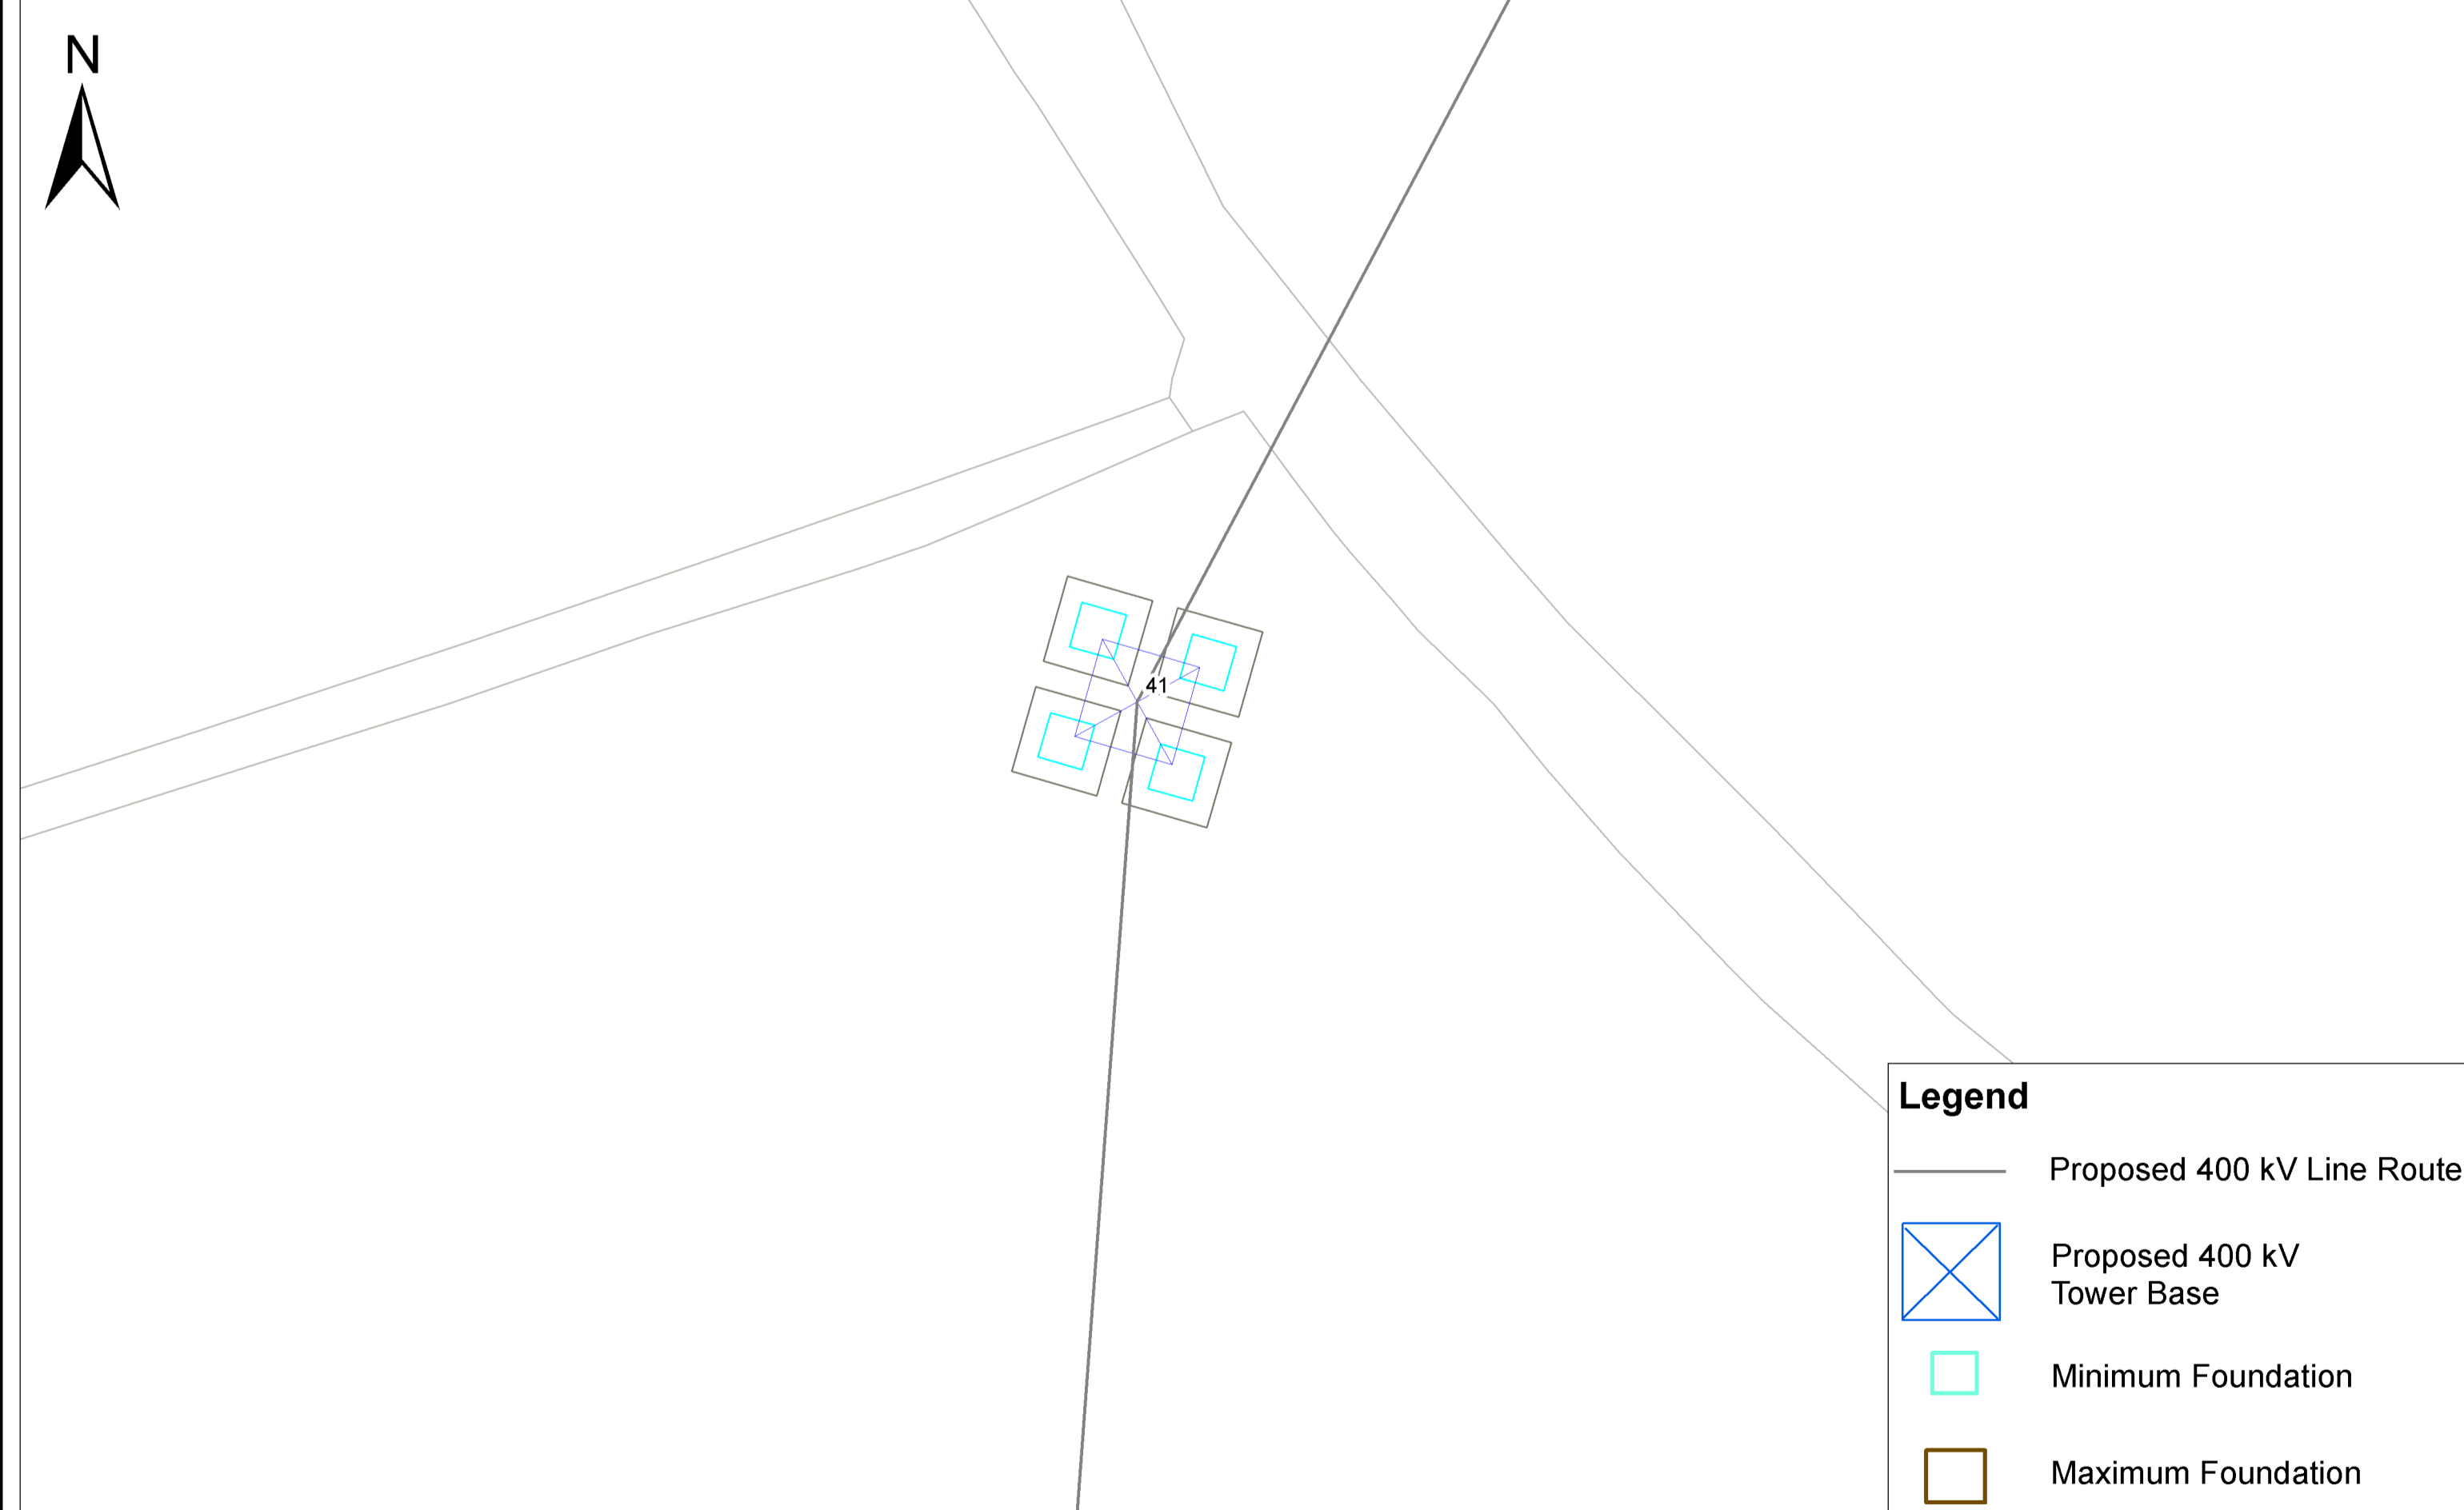 N
41
Legend
Proposed 400 kV Line Route
Proposed 400 kV
Tower Base
Minimum Foundation
Maximum Foundation